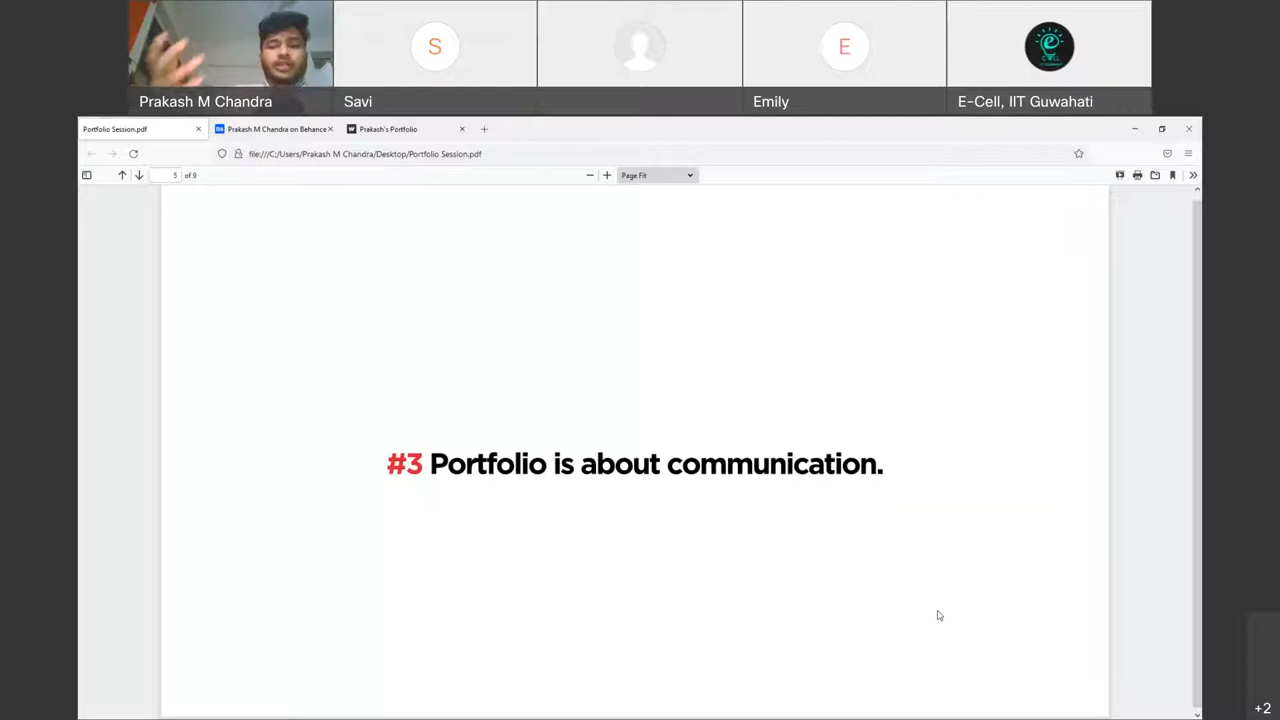 S
E
Prakash M Chandra
Savi
Emily
E-Cell, IIT Guwahati
Portfolio Session.pdf
Prakash M Chandra on Behance
Prakash's Portfolio
file:///C:/Users/Prakash M Chandra/Desktop/Portfolio Session.pdf
5 of 9
Page Fit
#3 Portfolio is about communication.
+2